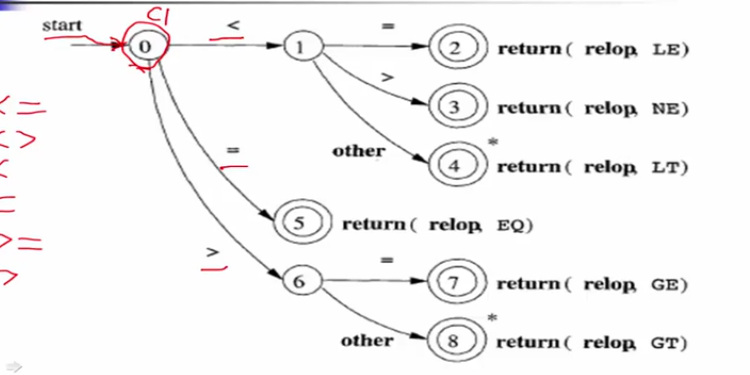 C1
start
0 < 1 = 2 return( relop, LE)
> 3 return( relop, NE)
other 4 * return( relop, LT)
= 5 return( relop, EQ)
> 6 = 7 return( relop, GE)
other 8 * return( relop, GT)
<=
<>
<
=
>=
>